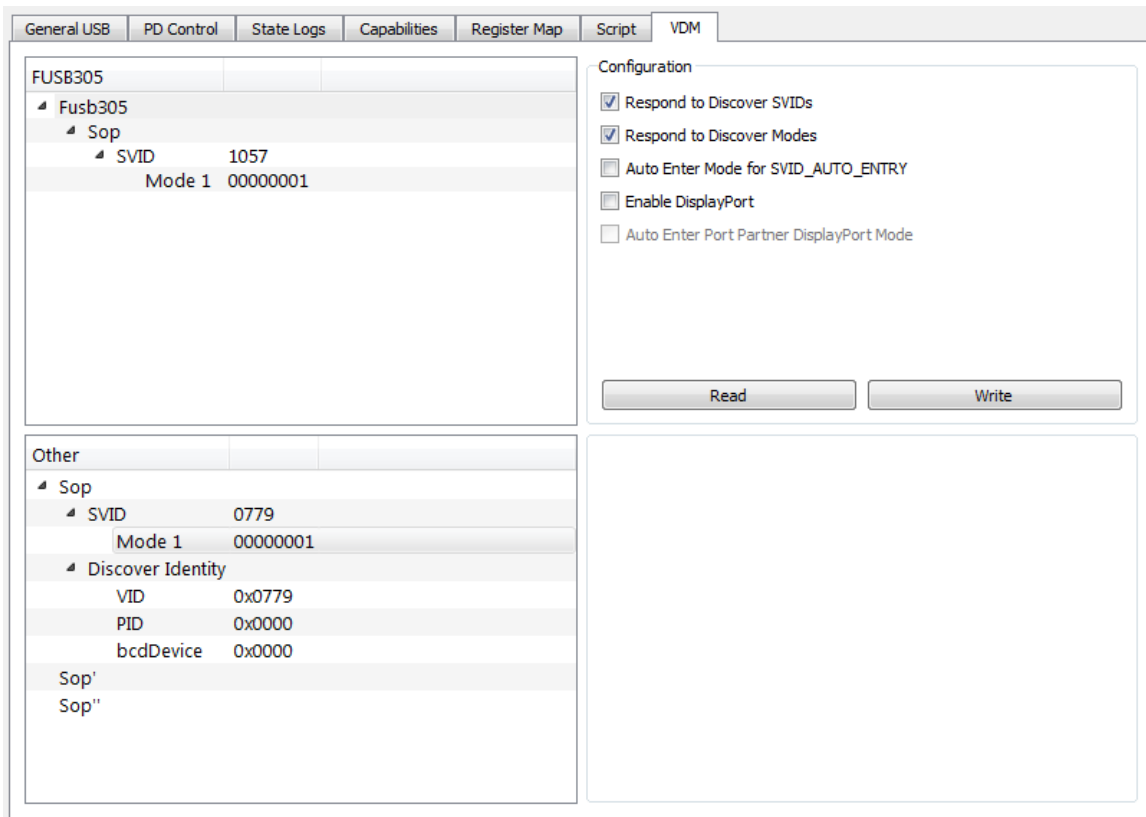 General USB PD Control State Logs Capabilities Register Map Script VDM
FUSB305
Fusb305
Sop
SVID 1057
Mode 1 00000001
Configuration
Respond to Discover SVIDs
Respond to Discover Modes
Auto Enter Mode for SVID_AUTO_ENTRY
Enable DisplayPort
Auto Enter Port Partner DisplayPort Mode
Read Write
Other
Sop
SVID 0779
Mode 1 00000001
Discover Identity
VID 0x0779
PID 0x0000
bcdDevice 0x0000
Sop'
Sop"